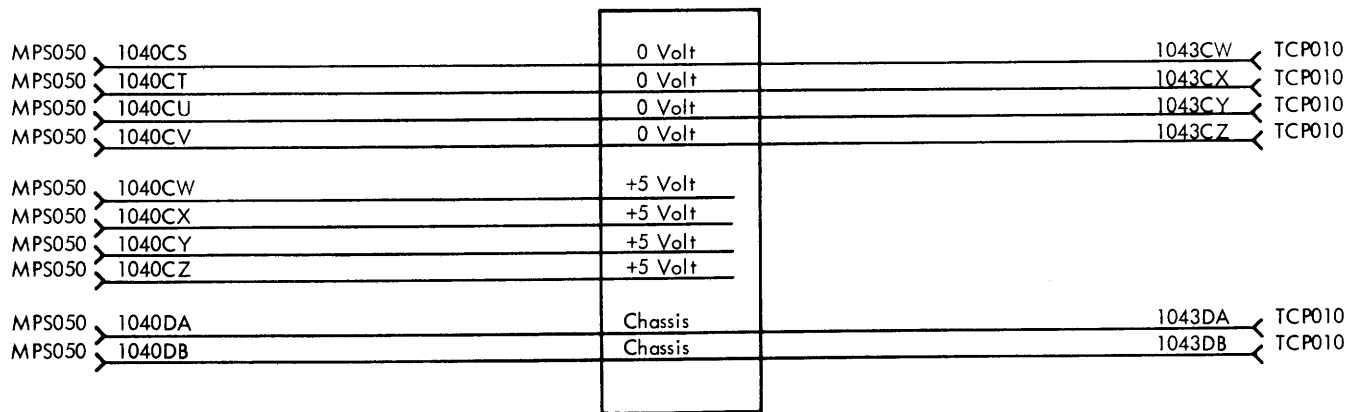 MPS050 1040CS 0 Volt 1043CW TCP010
MPS050 1040CT 0 Volt 1043CX TCP010
MPS050 1040CU 0 Volt 1043CY TCP010
MPS050 1040CV 0 Volt 1043CZ TCP010
MPS050 1040CW +5 Volt
MPS050 1040CX +5 Volt
MPS050 1040CY +5 Volt
MPS050 1040CZ +5 Volt
MPS050 1040DA Chassis 1043DA TCP010
MPS050 1040DB Chassis 1043DB TCP010